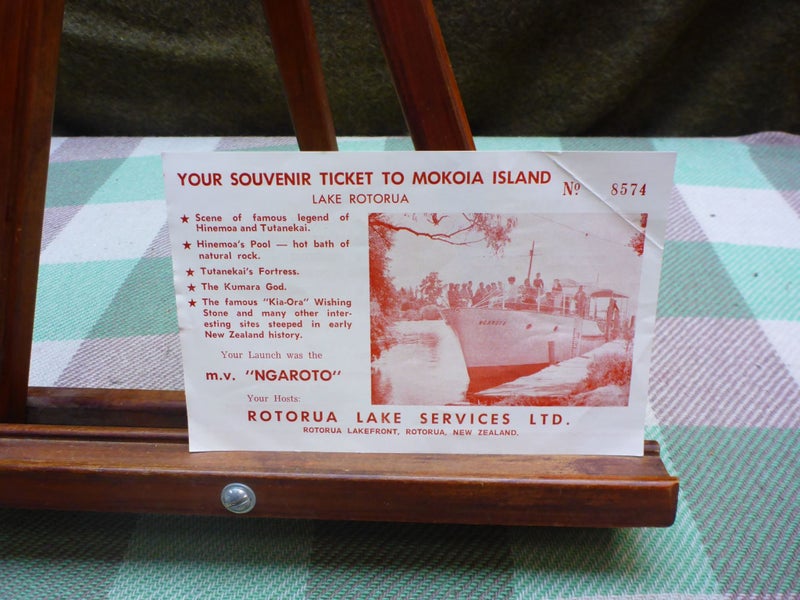 YOUR SOUVENIR TICKET TO MOKOIA ISLAND
Nº 8574
LAKE ROTORUA
★ Scene of famous legend of
Hinemoa and Tutanekai.
★ Hinemoa's Pool — hot bath of
natural rock.
★ Tutanekai's Fortress.
★ The Kumara God.
★ The famous "Kia-Ora" Wishing
Stone and many other inter-
esting sites steeped in early
New Zealand history.
Your Launch was the
m.v. "NGAROTO"
NGAROTO
Your Hosts:
ROTORUA LAKE SERVICES LTD.
ROTORUA LAKEFRONT, ROTORUA, NEW ZEALAND.